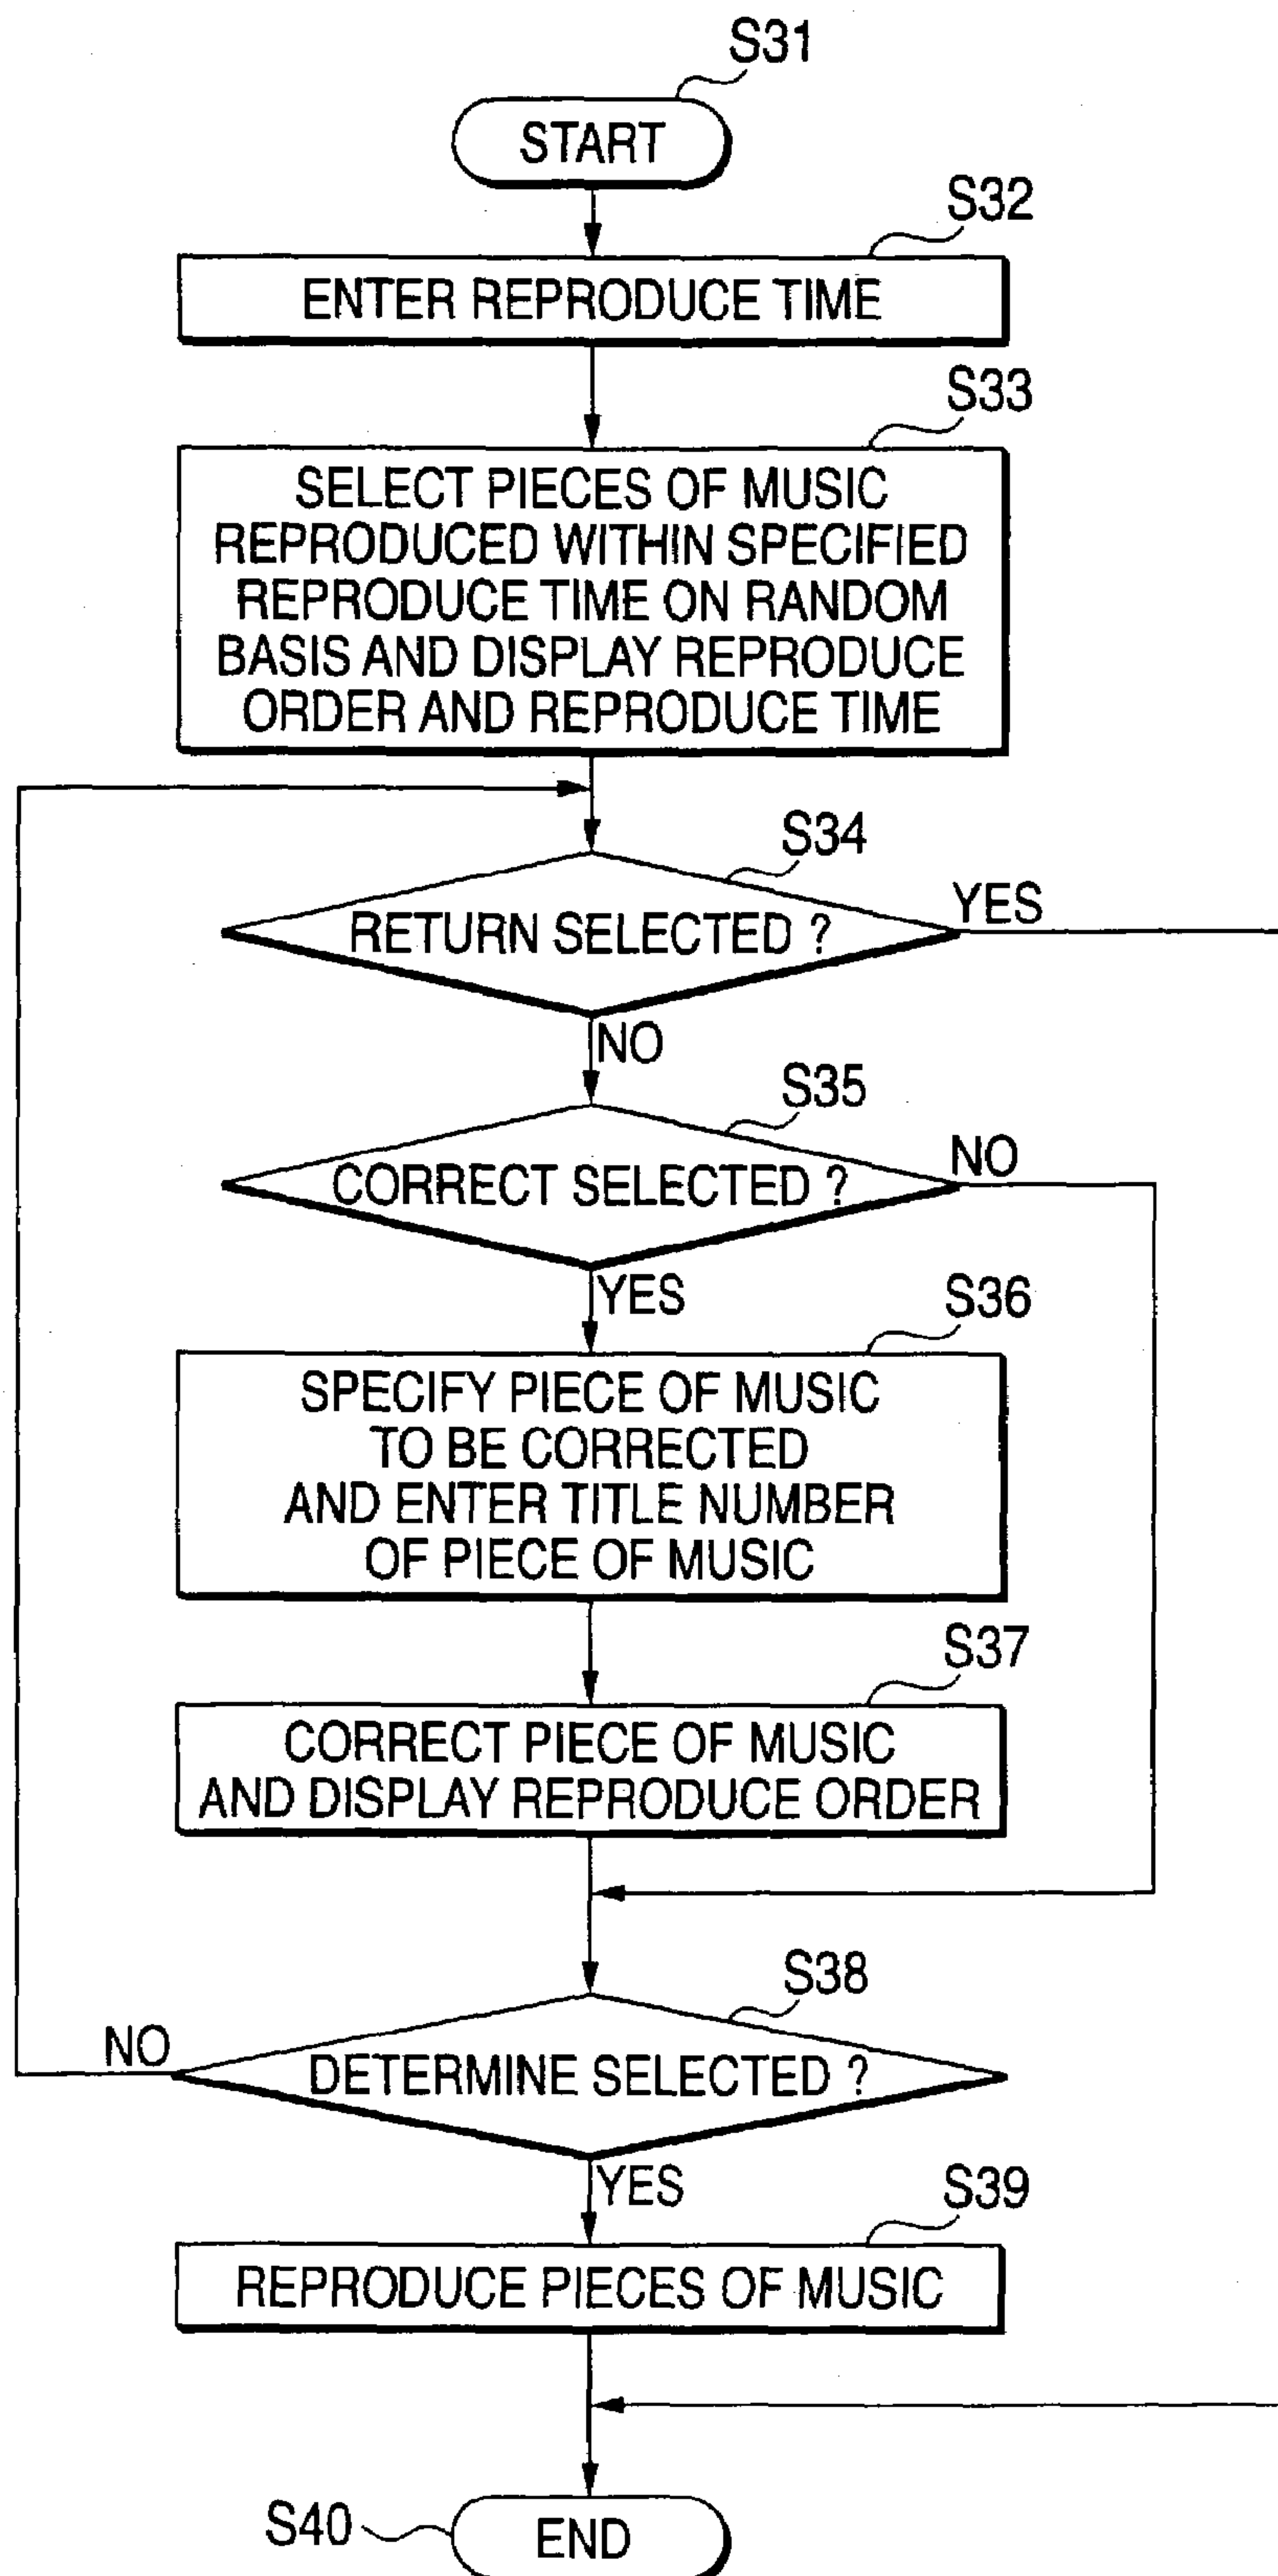 S31
START
S32
ENTER REPRODUCE TIME
S33
SELECT PIECES OF MUSIC
REPRODUCED WITHIN SPECIFIED
REPRODUCE TIME ON RANDOM
BASIS AND DISPLAY REPRODUCE
ORDER AND REPRODUCE TIME
S34
RETURN SELECTED ?
YES
NO
S35
CORRECT SELECTED ?
NO
YES
S36
SPECIFY PIECE OF MUSIC
TO BE CORRECTED
AND ENTER TITLE NUMBER
OF PIECE OF MUSIC
S37
CORRECT PIECE OF MUSIC
AND DISPLAY REPRODUCE ORDER
S38
NO
DETERMINE SELECTED ?
YES
S39
REPRODUCE PIECES OF MUSIC
S40
END